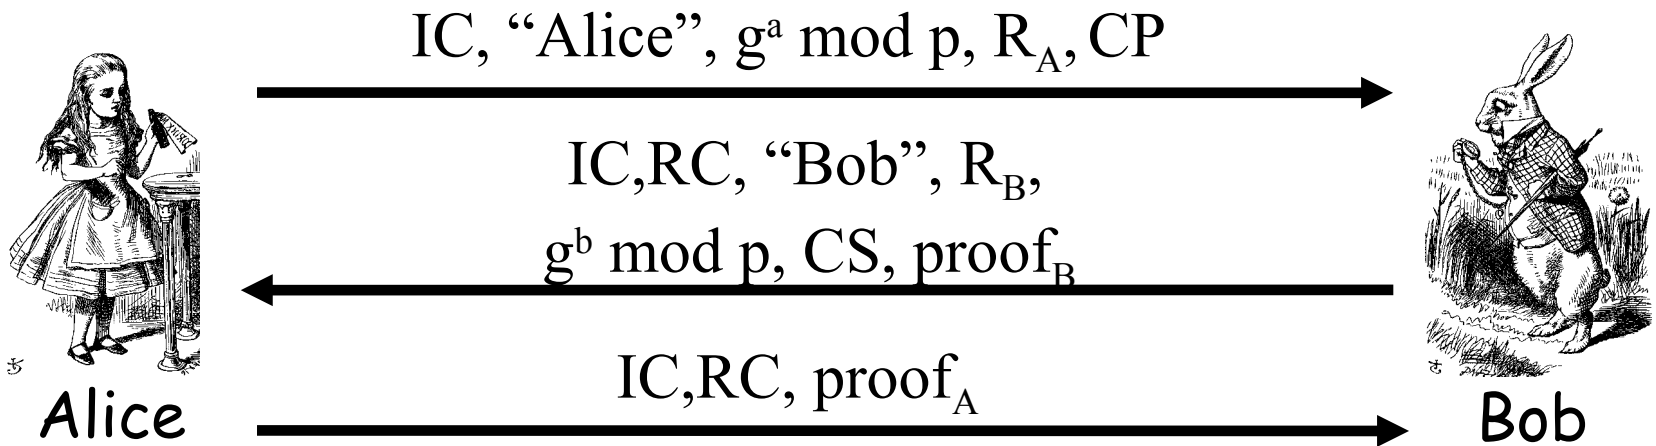 IC, “Alice”, gᵃ mod p, R_A, CP
IC,RC, “Bob”, R_B,
gᵇ mod p, CS, proof_B
IC,RC, proof_A
Alice
Bob